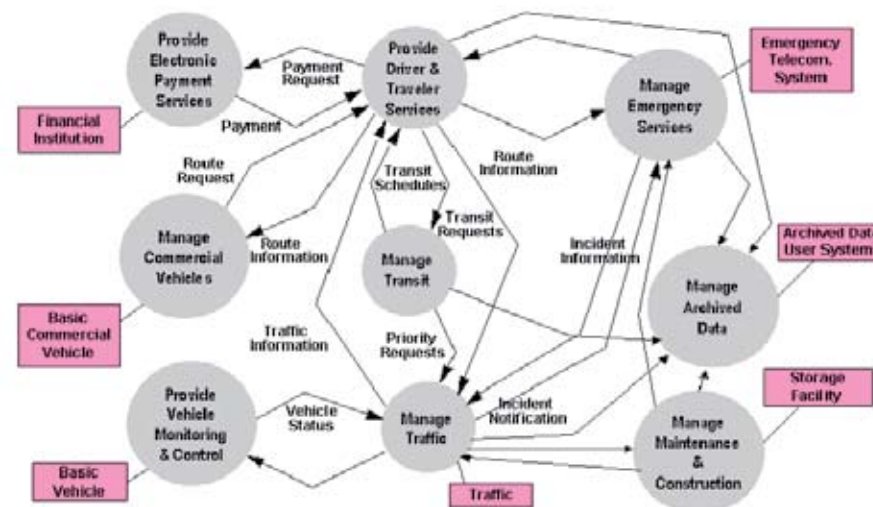 Provide
Electronic
Payment
Services
Payment
Request
Provide
Driver &
Traveler
Services
Manage
Emergency
Services
Emergency
Telecom.
System
Financial
Institution
Payment
Route
Request
Transit
Schedules
Route
Information
Manage
Commercial
Vehicles
Route
Information
Manage
Transit
Transit
Requests
Incident
Information
Archived Data
User System
Manage
Archived
Data
Basic
Commercial
Vehicle
Traffic
Information
Priority
Requests
Provide
Vehicle
Monitoring
& Control
Vehicle
Status
Manage
Traffic
Incident
Notification
Storage
Facility
Manage
Maintenance
&
Construction
Basic
Vehicle
Traffic